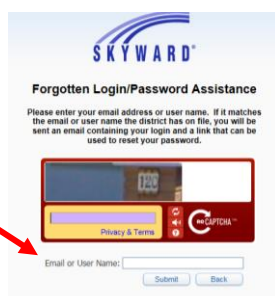 SKYWARD®
Forgotten Login/Password Assistance
Please enter your email address or user name. If it matches
the email or user name the district has on file, you will be
sent an email containing your login and a link that can be
used to reset your password.
Privacy & Terms
reCAPTCHA™
Email or User Name:
Submit Back